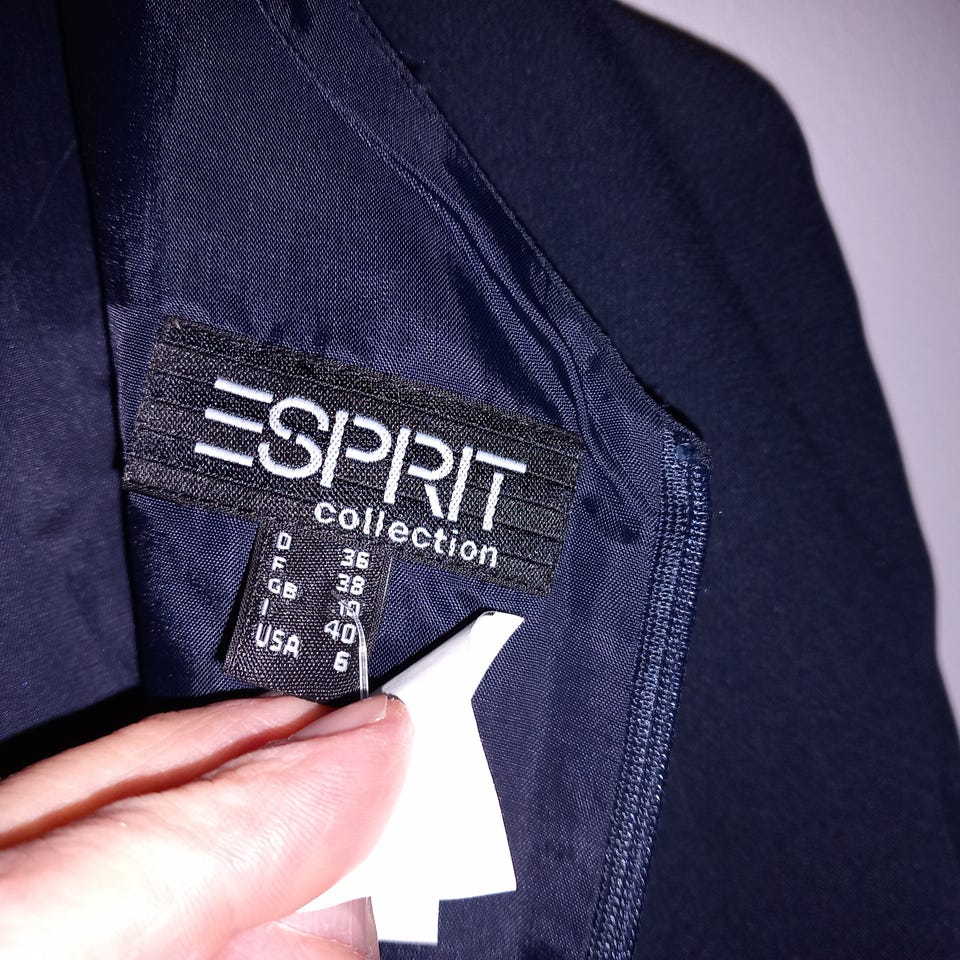 ESPRIT
collection
D 36
F 38
GB 10
I 40
USA 6